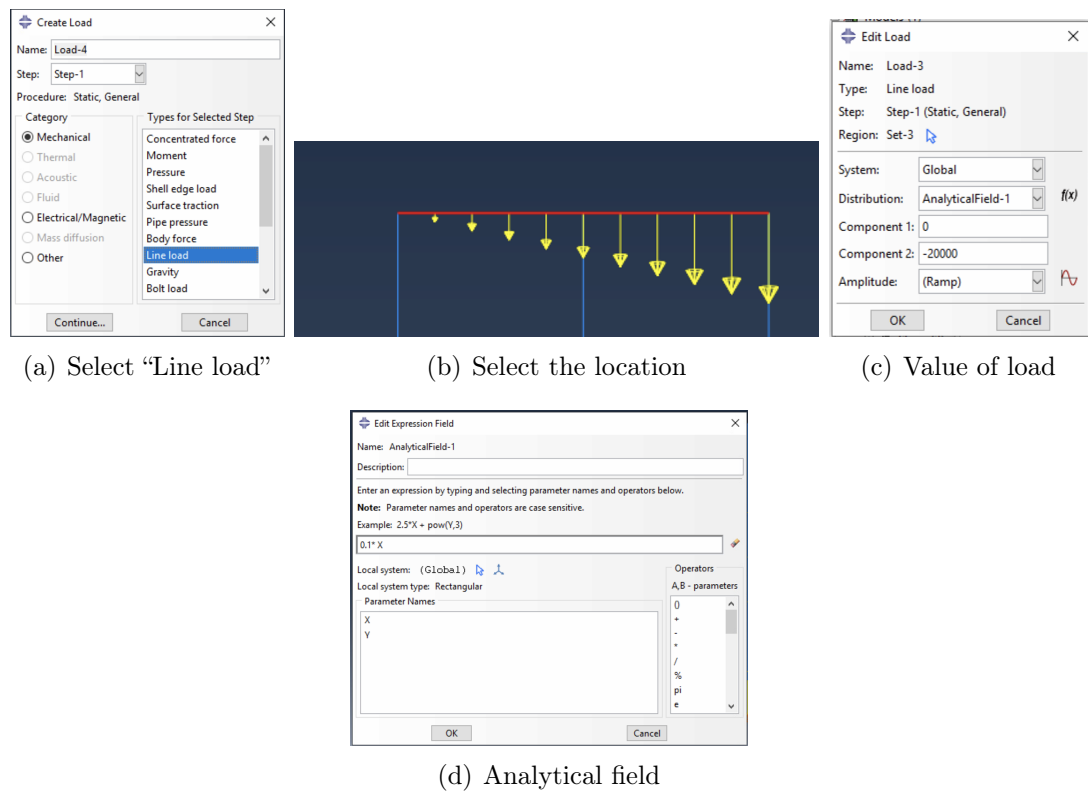 Create Load
Name: Load-4
Step: Step-1
Procedure: Static, General
Category
Mechanical
Thermal
Acoustic
Fluid
Electrical/Magnetic
Mass diffusion
Other
Types for Selected Step
Concentrated force
Moment
Pressure
Shell edge load
Surface traction
Pipe pressure
Body force
Line load
Gravity
Bolt load
Continue...
Cancel
(a) Select “Line load”
(b) Select the location
Edit Load
Name: Load-3
Type: Line load
Step: Step-1 (Static, General)
Region: Set-3
System: Global
Distribution: AnalyticalField-1 f(x)
Component 1: 0
Component 2: -20000
Amplitude: (Ramp)
OK
Cancel
(c) Value of load
Edit Expression Field
Name: AnalyticalField-1
Description:
Enter an expression by typing and selecting parameter names and operators below.
Note: Parameter names and operators are case sensitive.
Example: 2.5*X + pow(Y,3)
0.1* X
Local system: (Global)
Local system type: Rectangular
Parameter Names
X
Y
Operators
A,B - parameters
()
+
-
*
/
%
pi
e
OK
Cancel
(d) Analytical field